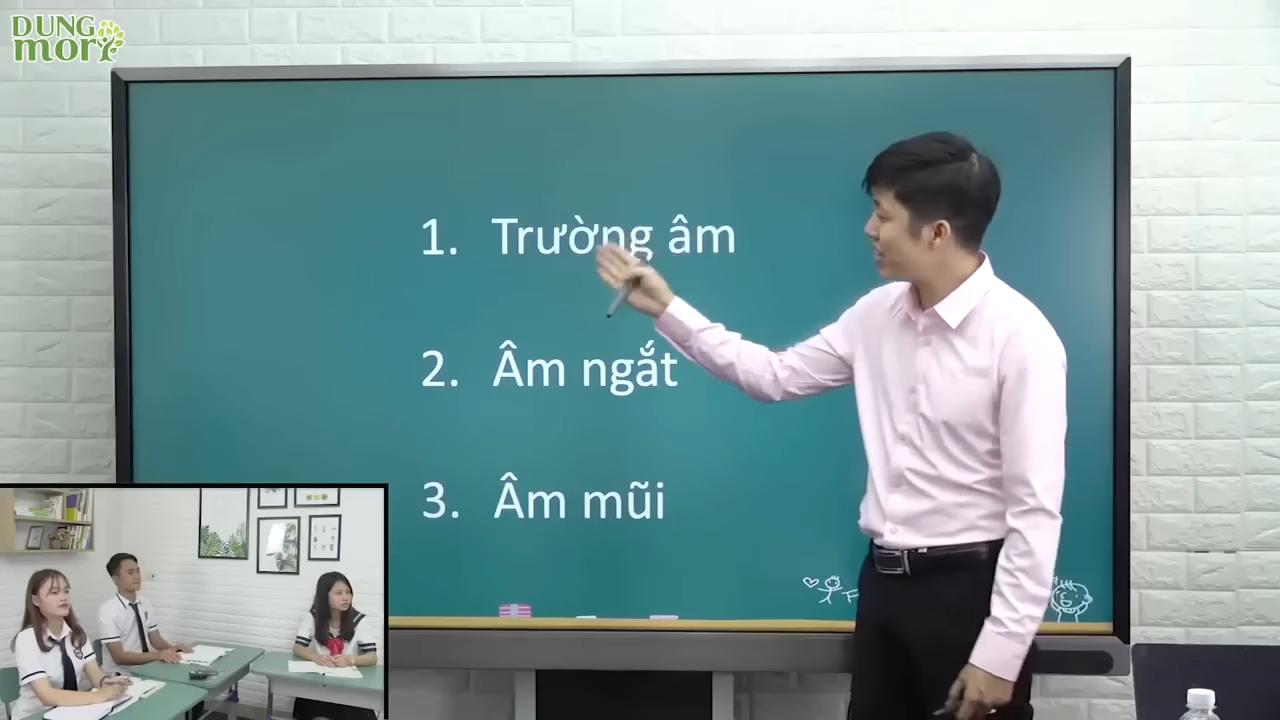 DUNG
mori
1. Trường âm
2. Âm ngắt
3. Âm mũi